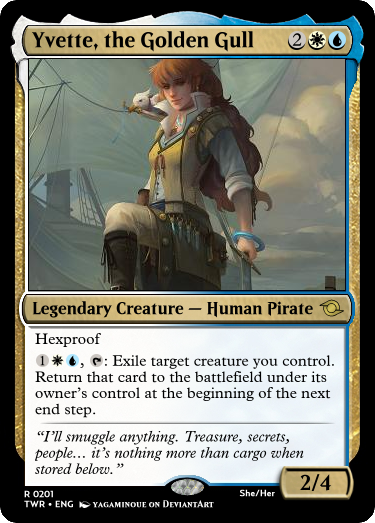 Yvette, the Golden Gull 2
Legendary Creature — Human Pirate
Hexproof
1, : Exile target creature you control.
Return that card to the battlefield under its
owner's control at the beginning of the next
end step.
“I'll smuggle anything. Treasure, secrets,
people… it's nothing more than cargo when
stored below.”
2/4
R 0201
She/Her
TWR • ENG YAGAMINOUE ON DEVIANTART